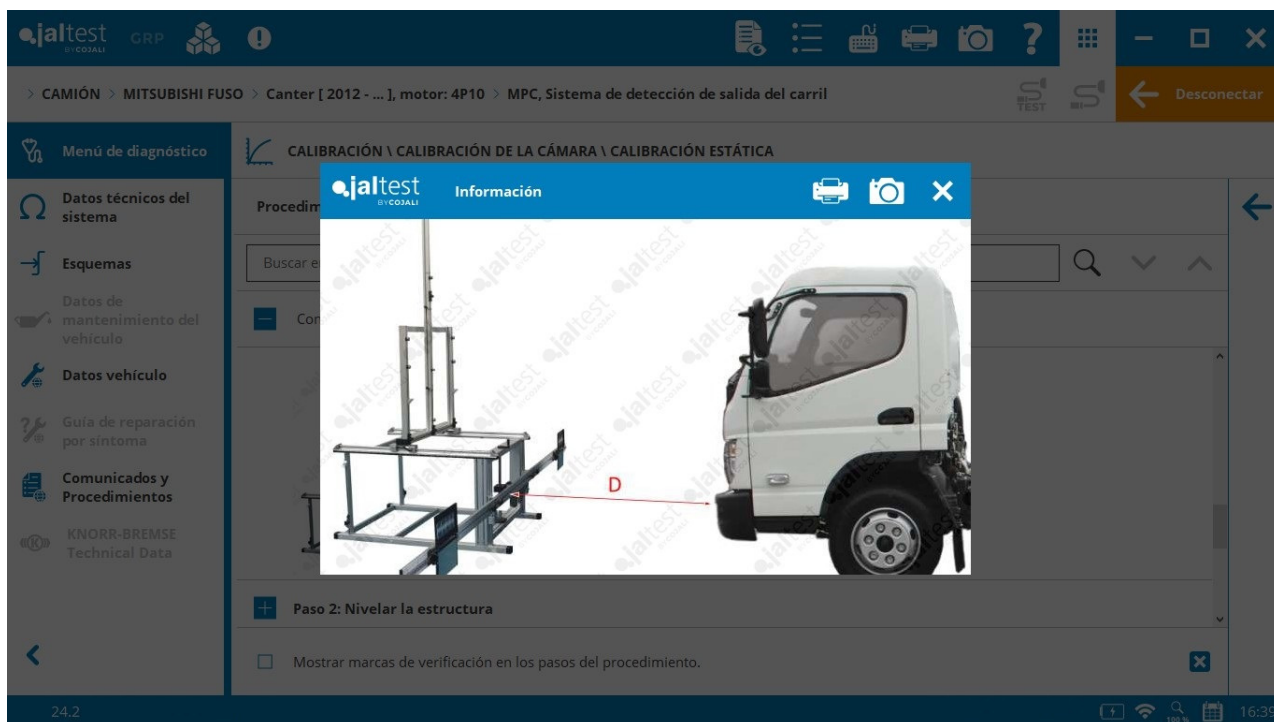 jaltest GRP
BY COJALI
TEST
> CAMIÓN > MITSUBISHI FUSO > Canter [ 2012 - ... ], motor: 4P10 > MPC, Sistema de detección de salida del carril
Desconectar
Menú de diagnóstico
CALIBRACIÓN \ CALIBRACIÓN DE LA CÁMARA \ CALIBRACIÓN ESTÁTICA
Datos técnicos del
sistema
Esquemas
Datos de
mantenimiento del
vehículo
Datos vehículo
Guía de reparación
por síntoma
Comunicados y
Procedimientos
KNORR-BREMSE
Technical Data
Procedim
Buscar e
Con
jaltest Información
BY COJALI
D
Paso 2: Nivelar la estructura
Mostrar marcas de verificación en los pasos del procedimiento.
24.2
100 %
16:39